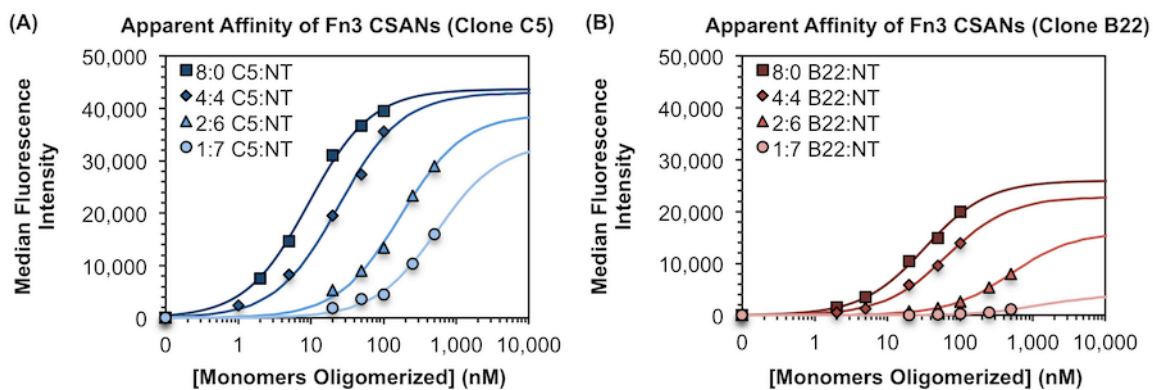 (A)
Apparent Affinity of Fn3 CSANs (Clone C5)
50,000
40,000
30,000
20,000
10,000
0
Median Fluorescence
Intensity
8:0 C5:NT
4:4 C5:NT
2:6 C5:NT
1:7 C5:NT
0 1 10 100 1,000 10,000
[Monomers Oligomerized] (nM)
(B)
Apparent Affinity of Fn3 CSANs (Clone B22)
50,000
40,000
30,000
20,000
10,000
0
Median Fluorescence
Intensity
8:0 B22:NT
4:4 B22:NT
2:6 B22:NT
1:7 B22:NT
0 1 10 100 1,000 10,000
[Monomers Oligomerized] (nM)